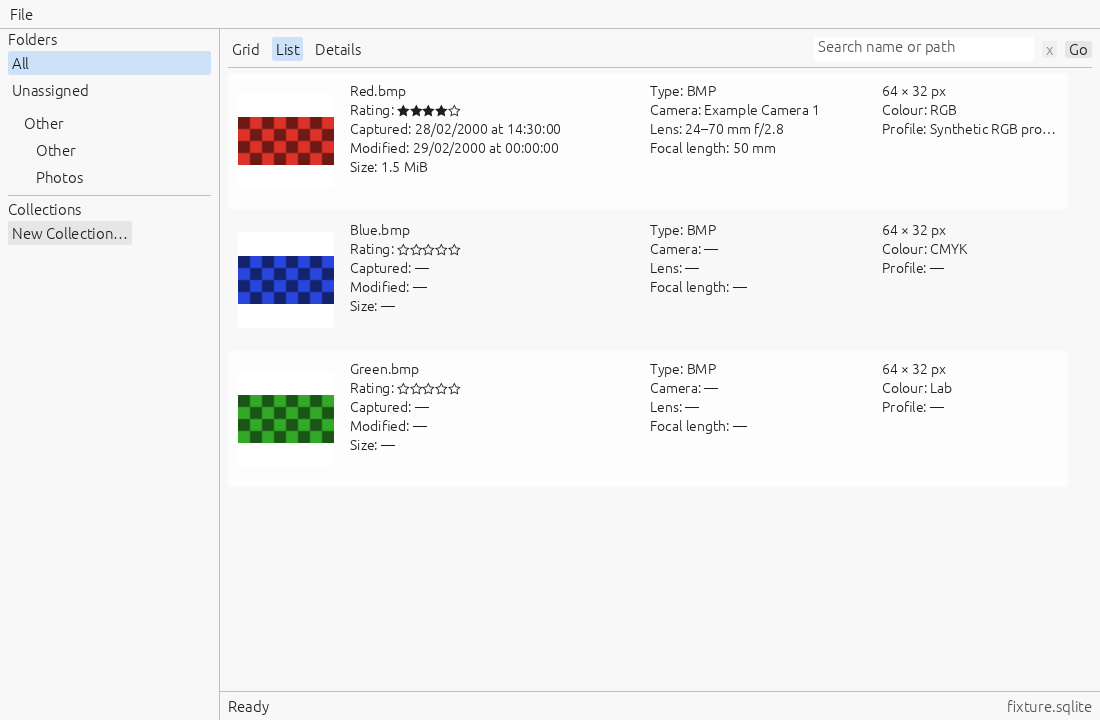 File
Folders
All
Unassigned
Other
Other
Photos
Collections
New Collection…
Grid List Details Search name or path x Go
Red.bmp
Rating: ★★★★☆
Captured: 28/02/2000 at 14:30:00
Modified: 29/02/2000 at 00:00:00
Size: 1.5 MiB
Type: BMP
Camera: Example Camera 1
Lens: 24–70 mm f/2.8
Focal length: 50 mm
64 × 32 px
Colour: RGB
Profile: Synthetic RGB pro…
Blue.bmp
Rating: ☆☆☆☆☆
Captured: —
Modified: —
Size: —
Type: BMP
Camera: —
Lens: —
Focal length: —
64 × 32 px
Colour: CMYK
Profile: —
Green.bmp
Rating: ☆☆☆☆☆
Captured: —
Modified: —
Size: —
Type: BMP
Camera: —
Lens: —
Focal length: —
64 × 32 px
Colour: Lab
Profile: —
Ready fixture.sqlite